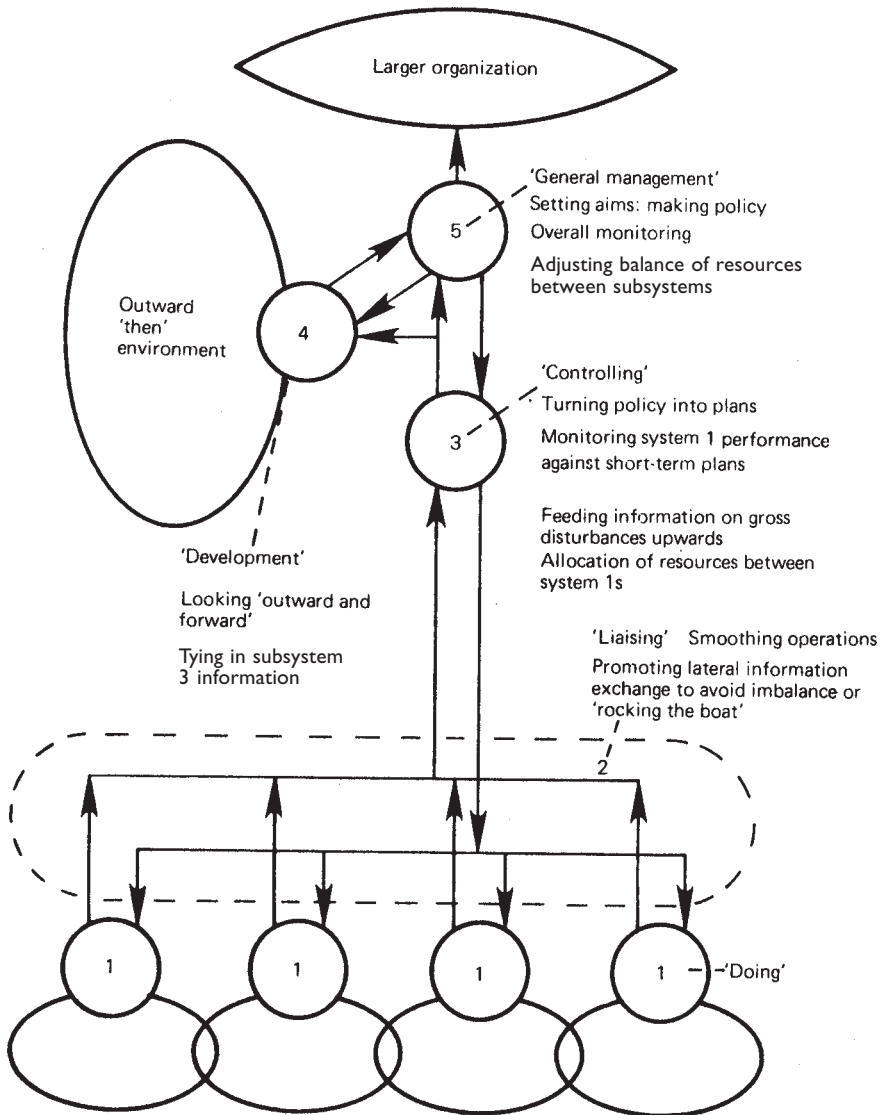 Larger organization
'General management'
Setting aims: making policy
Overall monitoring
Adjusting balance of resources
between subsystems
5
Outward
'then'
environment
4
'Controlling'
Turning policy into plans
Monitoring system 1 performance
against short-term plans
Feeding information on gross
disturbances upwards
Allocation of resources between
system 1s
3
'Development'
Looking 'outward and
forward'
Tying in subsystem
3 information
'Liaising' Smoothing operations
Promoting lateral information
exchange to avoid imbalance or
'rocking the boat'
2
1
1
1
1
'Doing'